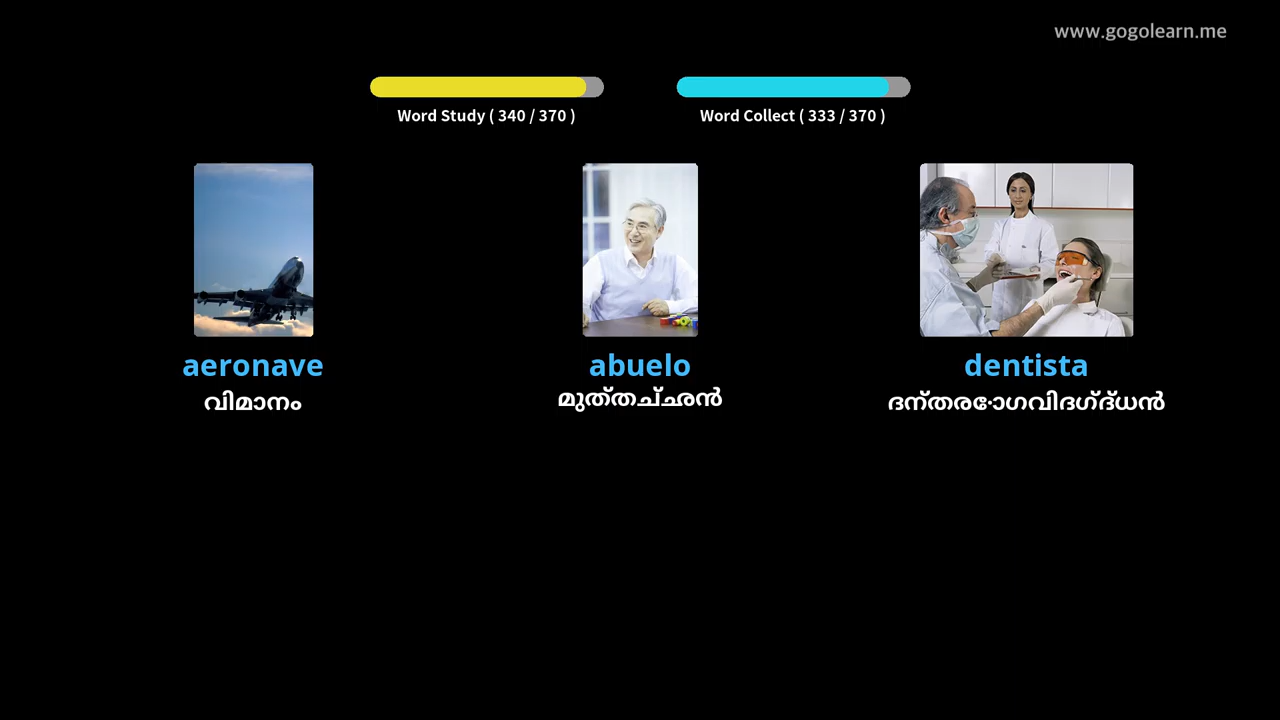 www.gogolearn.me
Word Study ( 340 / 370 )
Word Collect ( 333 / 370 )
aeronave
abuelo
dentista
വിമാനം
മുത്തച്ഛൻ
ദന്തരോഗവിദഗ്ദ്ധൻ